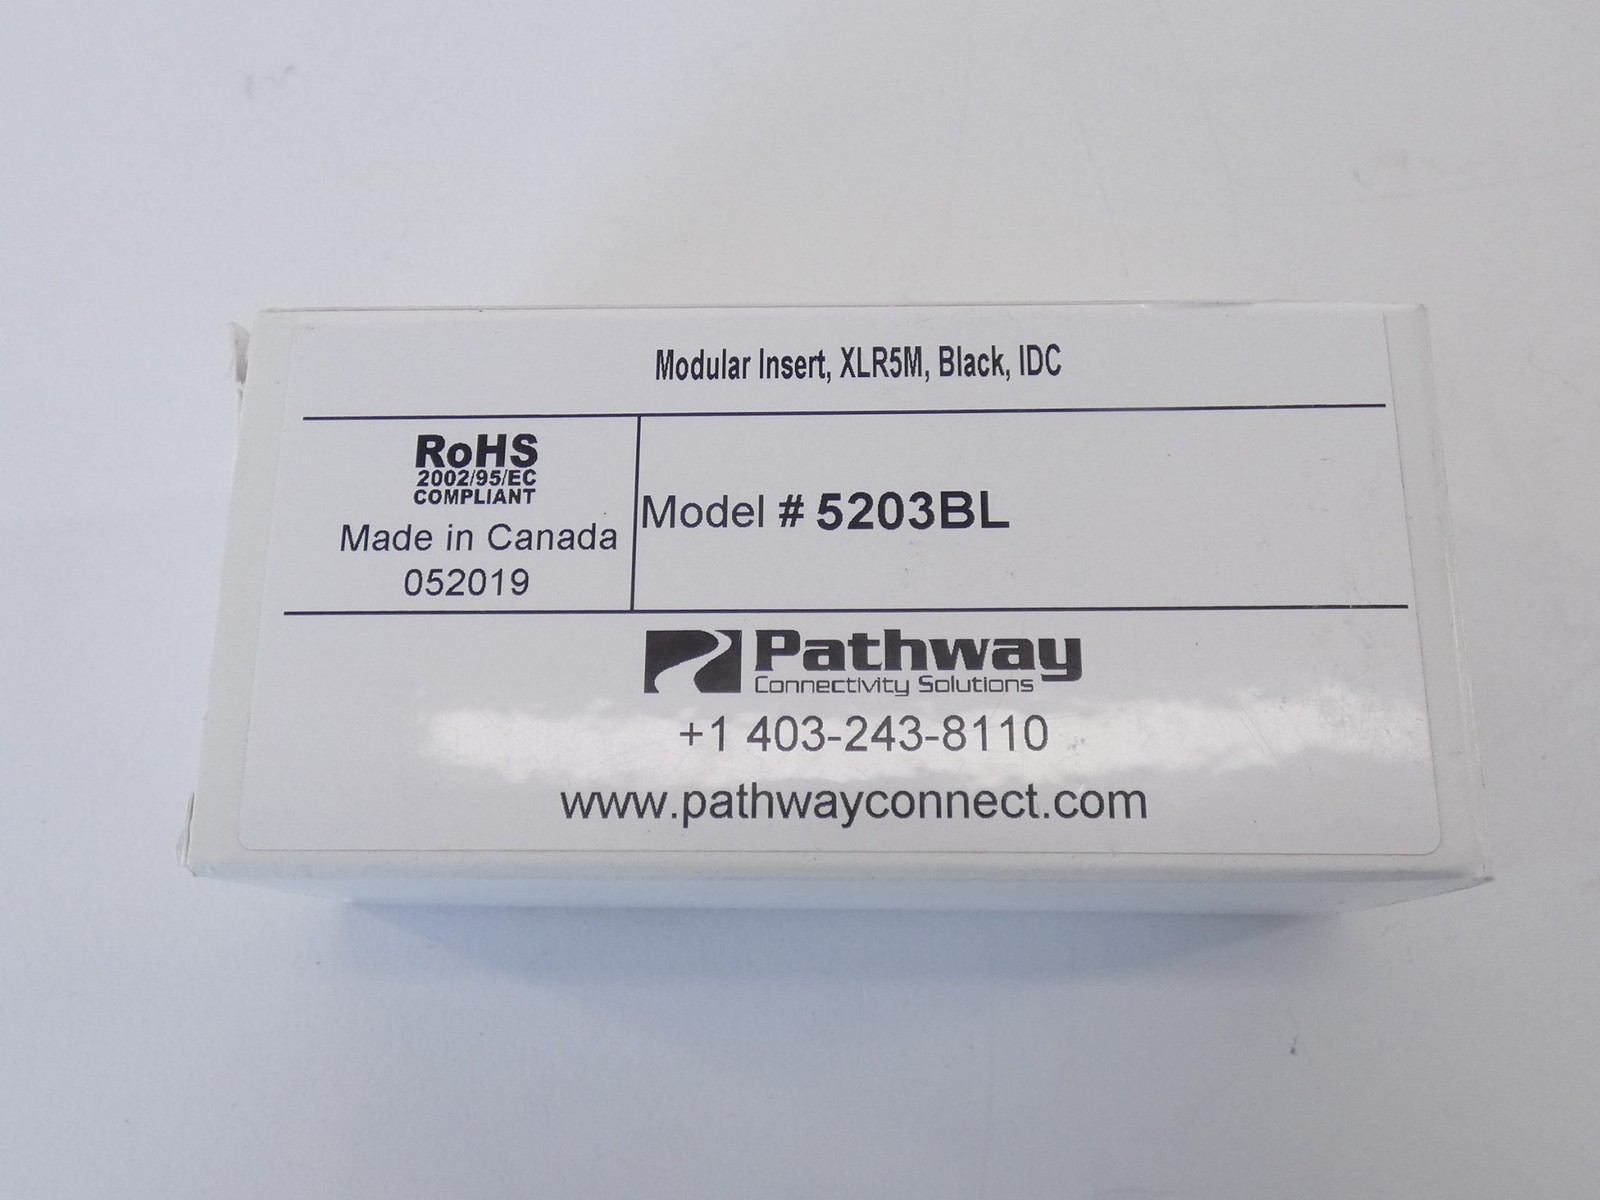 Modular Insert, XLR5M, Black, IDC
RoHS
2002/95/EC
COMPLIANT
Made in Canada
052019
Model # 5203BL
Pathway
Connectivity Solutions
+1 403-243-8110
www.pathwayconnect.com